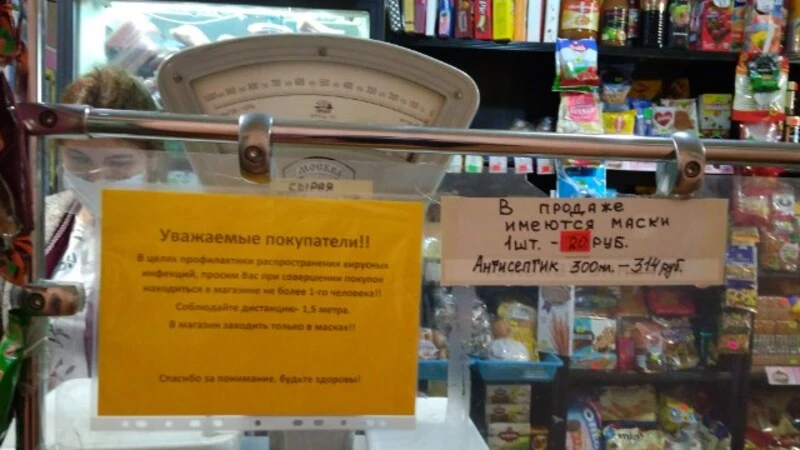 Москва
СЫРАЯ
Уважаемые покупатели!!
В целях профилактики распространения вирусных
инфекций, просим Вас при совершении покупок
находиться в магазине не более 1-го человека!!
Соблюдайте дистанцию- 1,5 метра.
В магазин заходить только в масках!!
Спасибо за понимание, будьте здоровы!
В ПРОДАЖЕ
ИМЕЮТСЯ МАСКИ
1шт. - 20 РУБ.
Антисептик 300мл. - 314 руб.